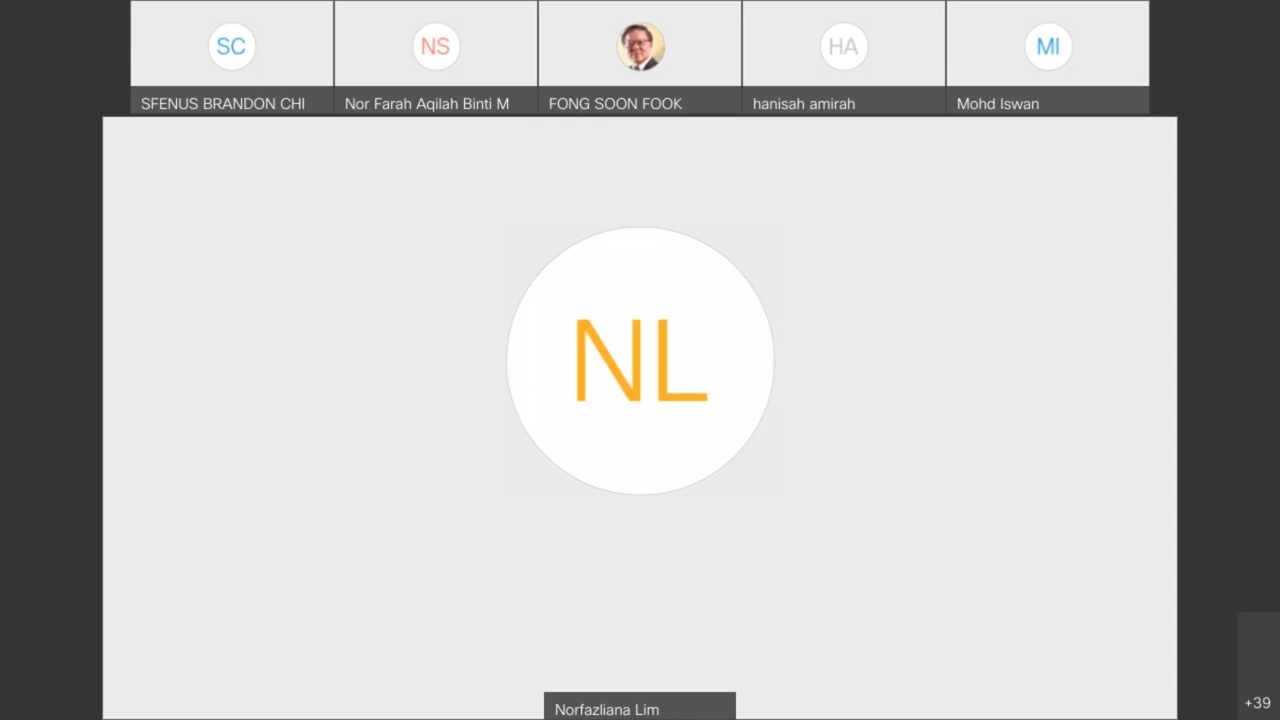 SC
NS
HA
MI
SFENUS BRANDON CHI
Nor Farah Aqilah Binti M
FONG SOON FOOK
hanisah amirah
Mohd Iswan
NL
Norfazliana Lim
+39